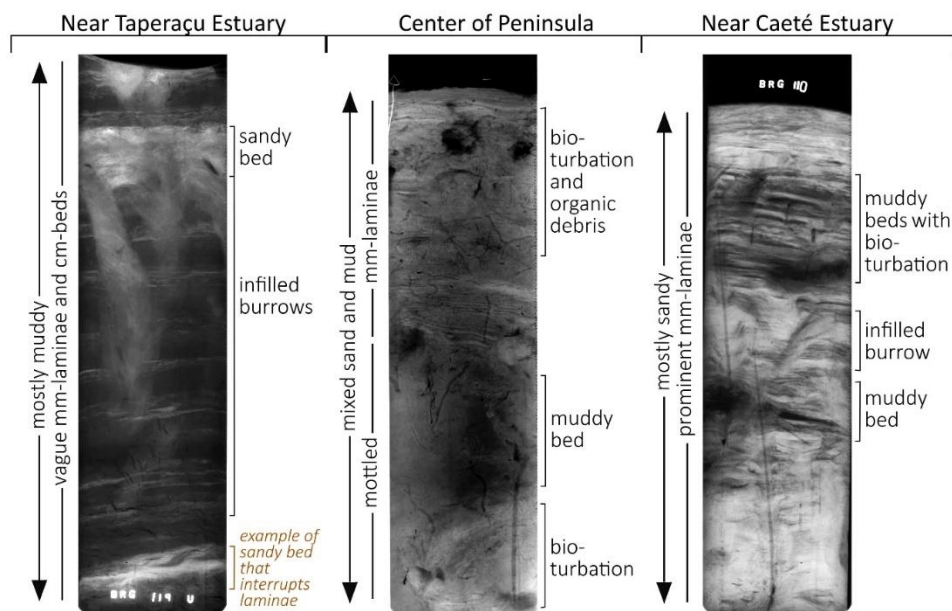 Near Taperaçu Estuary
Center of Peninsula
Near Caeté Estuary
mostly muddy
vague mm-laminae and cm-beds
sandy
bed
infilled
burrows
example of
sandy bed
that
interrupts
laminae
BRG 119 U
mixed sand and mud
mm-laminae
mottled
bio-
turbation
and
organic
debris
muddy
bed
bio-
turbation
BRG 110
mostly sandy
prominent mm-laminae
muddy
beds with
bio-
turbation
infilled
burrow
muddy
bed